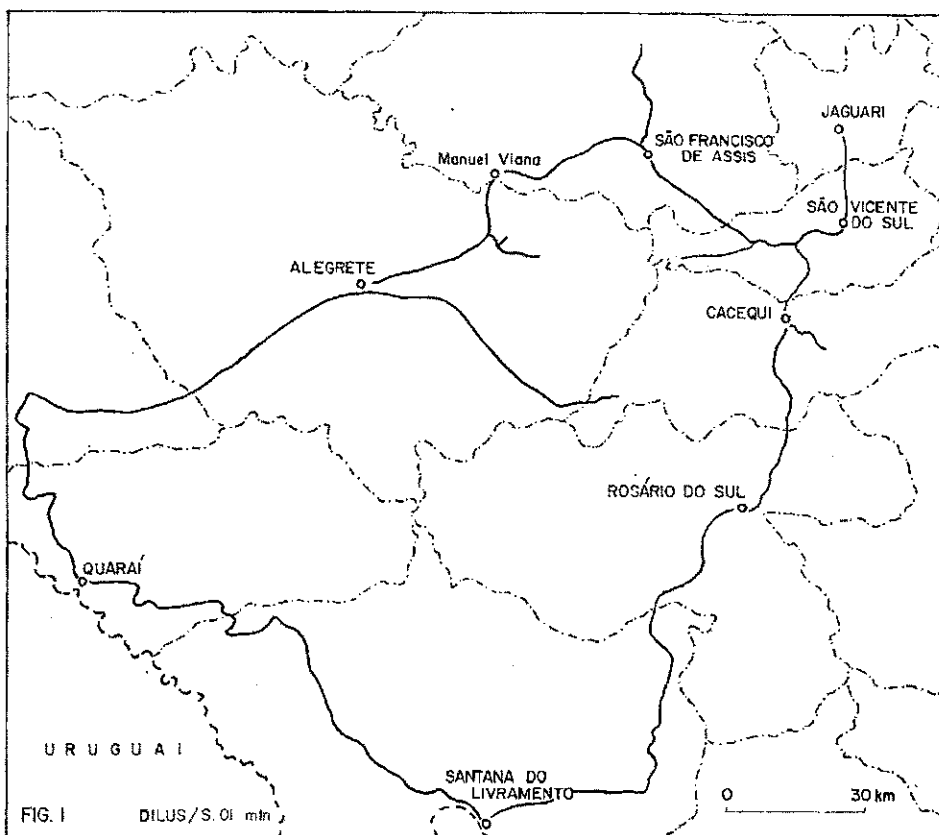 JAGUARI
SÃO FRANCISCO
DE ASSIS
Manuel Viana
SÃO VICENTE
DO SUL
ALEGRETE
CACEQUI
ROSÁRIO DO SUL
QUARAÍ
URUGUAI
SANTANA DO
LIVRAMENTO
0 30 km
FIG. 1 DILUS/S. 01 mln